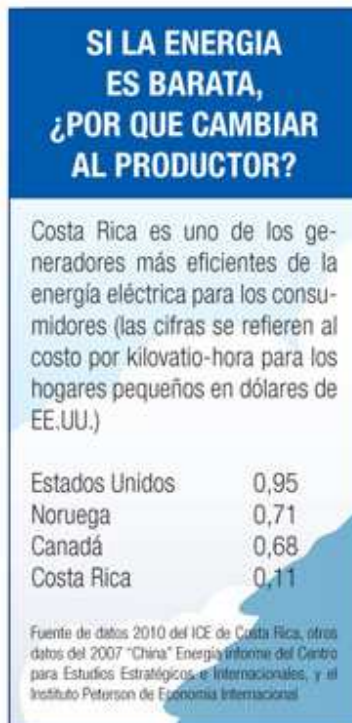 SI LA ENERGIA
ES BARATA,
¿POR QUE CAMBIAR
AL PRODUCTOR?
Costa Rica es uno de los ge-
neradores más eficientes de la
energía eléctrica para los consu-
midores (las cifras se refieren al
costo por kilovatio-hora para los
hogares pequeños en dólares de
EE.UU.)
Estados Unidos 0,95
Noruega 0,71
Canadá 0,68
Costa Rica 0,11
Fuente de datos 2010 del ICE de Costa Rica, otros
datos del 2007 "China" Energía Informe del Centro
para Estudios Estratégicos e Internacionales, y el
Instituto Peterson de Economía Internacional